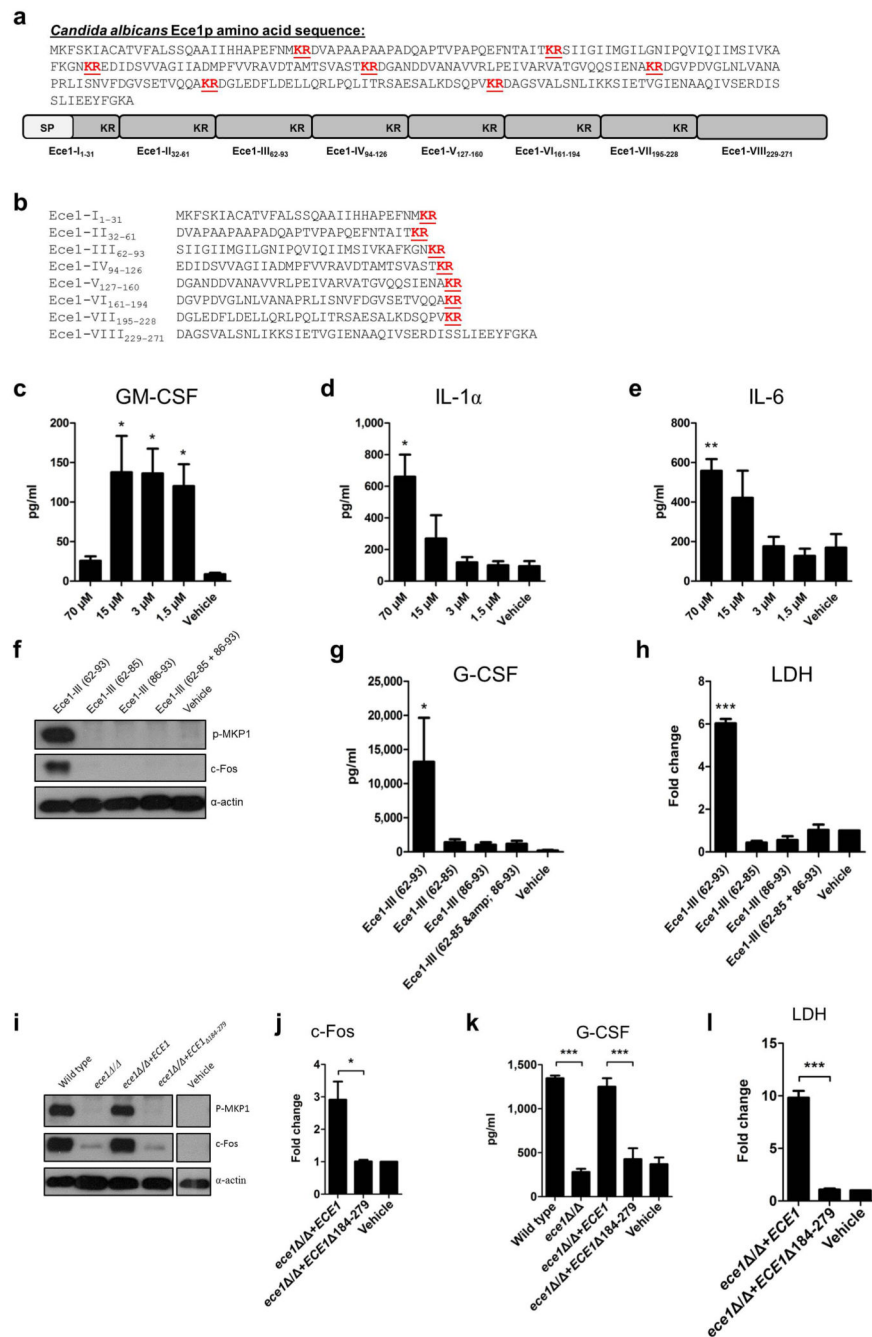 a
Candida albicans Ece1p amino acid sequence:
MKFSKIACATVFALSSQAAIIHHAPEFNMKRDVAPAAPAAPADQAPTVPAPQEFNTAITKRSIIGIIMGILGNIPQVIQIIMSIVKA
FKGNKREDIDSVVAGIIADMPFVVRAVDTAMTSVASTKRDGANDDVANAVVRLPEIVARVATGVQQSIENAKRDGVPDVGLNLVANA
PRLISNVFDGVSETVQQAKRDGLEDFLDELLQRLPQLITRSAESALKDSQPVKRDAGSVALSNLIKKSIETVGIENAAQIVSERDIS
SLIEEYFGKA
SP KR KR KR KR KR KR KR
Ece1-I1-31 Ece1-II32-61 Ece1-III62-93 Ece1-IV94-126 Ece1-V127-160 Ece1-VI161-194 Ece1-VII195-228 Ece1-VIII229-271
b
Ece1-I1-31 MKFSKIACATVFALSSQAAIIHHAPEFNMKR
Ece1-II32-61 DVAPAAPAAPADQAPTVPAPQEFNTAITKR
Ece1-III62-93 SIIGIIMGILGNIPQVIQIIMSIVKAFKGNKR
Ece1-IV94-126 EDIDSVVAGIIADMPFVVRAVDTAMTSVASTKR
Ece1-V127-160 DGANDDVANAVVRLPEIVARVATGVQQSIENAKR
Ece1-VI161-194 DGVPDVGLNLVANAPRLISNVFDGVSETVQQAKR
Ece1-VII195-228 DGLEDFLDELLQRLPQLITRSAESALKDSQPVKR
Ece1-VIII229-271 DAGSVALSNLIKKSIETVGIENAAQIVSERDISSLIEEYFGKA
c
GM-CSF
pg/ml
200
150
100
50
0
* * *
70 µM 15 µM 3 µM 1.5 µM Vehicle
d
IL-1α
pg/ml
1,000
800
600
400
200
0
*
70 µM 15 µM 3 µM 1.5 µM Vehicle
e
IL-6
pg/ml
800
600
400
200
0
**
70 µM 15 µM 3 µM 1.5 µM Vehicle
f
Ece1-III (62-93)
Ece1-III (62-85)
Ece1-III (86-93)
Ece1-III (62-85 + 86-93)
Vehicle
p-MKP1
c-Fos
α-actin
g
G-CSF
pg/ml
25,000
20,000
15,000
10,000
5,000
0
*
Ece1-III (62-93)
Ece1-III (62-85)
Ece1-III (86-93)
Ece1-III (62-85 &amp; 86-93)
Vehicle
h
LDH
Fold change
8
6
4
2
0
***
Ece1-III (62-93)
Ece1-III (62-85)
Ece1-III (86-93)
Ece1-III (62-85 + 86-93)
Vehicle
i
Wild type
ece1Δ/Δ
ece1Δ/Δ+ECE1
ece1Δ/Δ+ECE1Δ184-279
Vehicle
P-MKP1
c-Fos
α-actin
j
c-Fos
Fold change
4
3
2
1
0
*
ece1Δ/Δ+ECE1
ece1Δ/Δ+ECE1Δ184-279
Vehicle
k
G-CSF
pg/ml
1,500
1,000
500
0
*** ***
Wild type
ece1Δ/Δ
ece1Δ/Δ+ECE1
ece1Δ/Δ+ECE1Δ184-279
Vehicle
l
LDH
Fold change
15
10
5
0
***
ece1Δ/Δ+ECE1
ece1Δ/Δ+ECE1Δ184-279
Vehicle